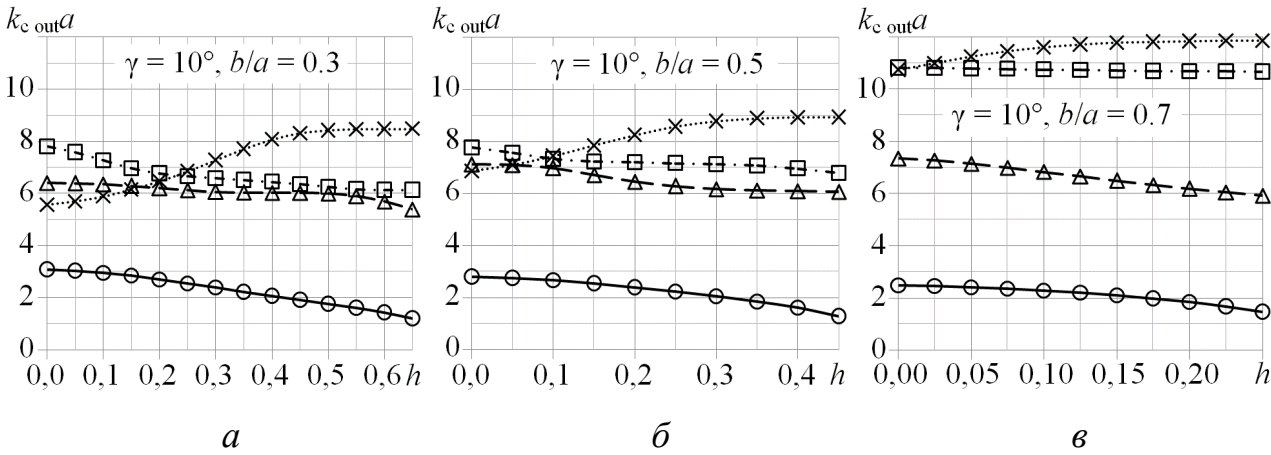 k_c out a
γ = 10°, b/a = 0.3
10
8
6
4
2
0
0,0 0,1 0,2 0,3 0,4 0,5 0,6 h
а
k_c out a
γ = 10°, b/a = 0.5
10
8
6
4
2
0
0,0 0,1 0,2 0,3 0,4 h
б
k_c out a
10
γ = 10°, b/a = 0.7
8
6
4
2
0
0,00 0,05 0,10 0,15 0,20 h
в